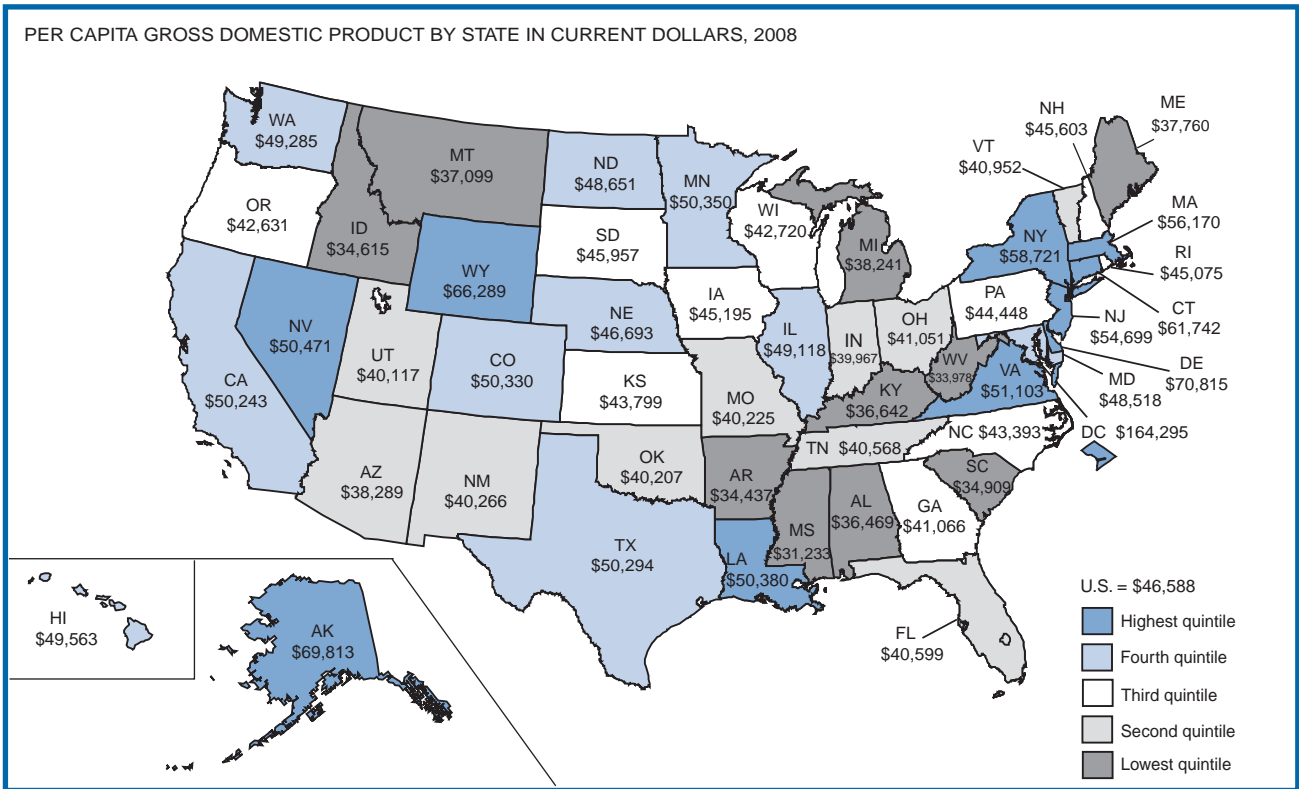 PER CAPITA GROSS DOMESTIC PRODUCT BY STATE IN CURRENT DOLLARS, 2008
WA
$49,285
MT
$37,099
ND
$48,651
MN
$50,350
NH
$45,603
ME
$37,760
VT
$40,952
OR
$42,631
ID
$34,615
WY
$66,289
SD
$45,957
WI
$42,720
MI
$38,241
NY
$58,721
MA
$56,170
RI
$45,075
CT
$61,742
NV
$50,471
UT
$40,117
CO
$50,330
NE
$46,693
IA
$45,195
IL
$49,118
IN
$39,967
OH
$41,051
PA
$44,448
NJ
$54,699
DE
$70,815
MD
$48,518
DC $164,295
CA
$50,243
KS
$43,799
MO
$40,225
KY
$36,642
WV
$33,978
VA
$51,103
AZ
$38,289
NM
$40,266
OK
$40,207
AR
$34,437
TN $40,568
NC $43,393
SC
$34,909
TX
$50,294
LA
$50,380
MS
$31,233
AL
$36,469
GA
$41,066
FL
$40,599
HI
$49,563
AK
$69,813
U.S. = $46,588
Highest quintile
Fourth quintile
Third quintile
Second quintile
Lowest quintile